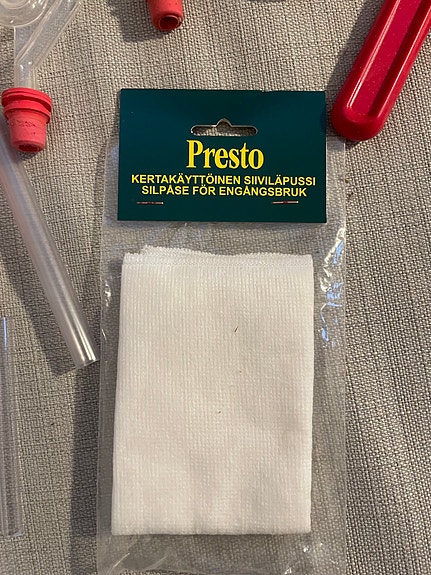 Presto
KERTAKÄYTTÖINEN SIIVILÄPUSSI
SILPÅSE FÖR ENGÅNGSBRUK